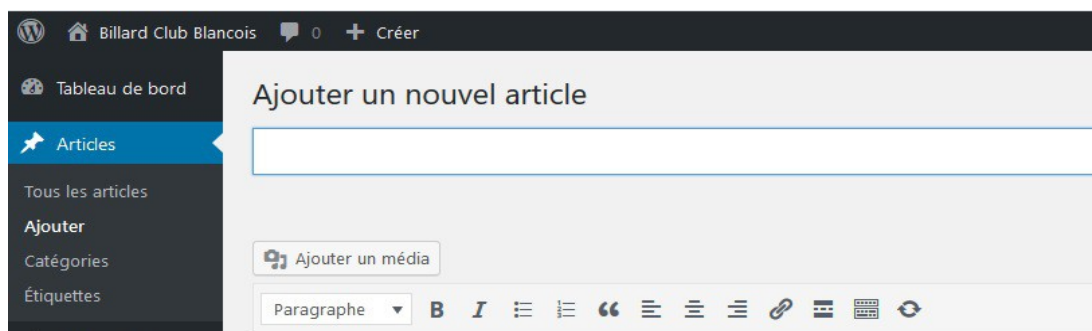 Billard Club Blancois 0 + Créer
Tableau de bord
Ajouter un nouvel article
Articles
Tous les articles
Ajouter
Catégories
Ajouter un média
Étiquettes
Paragraphe B I